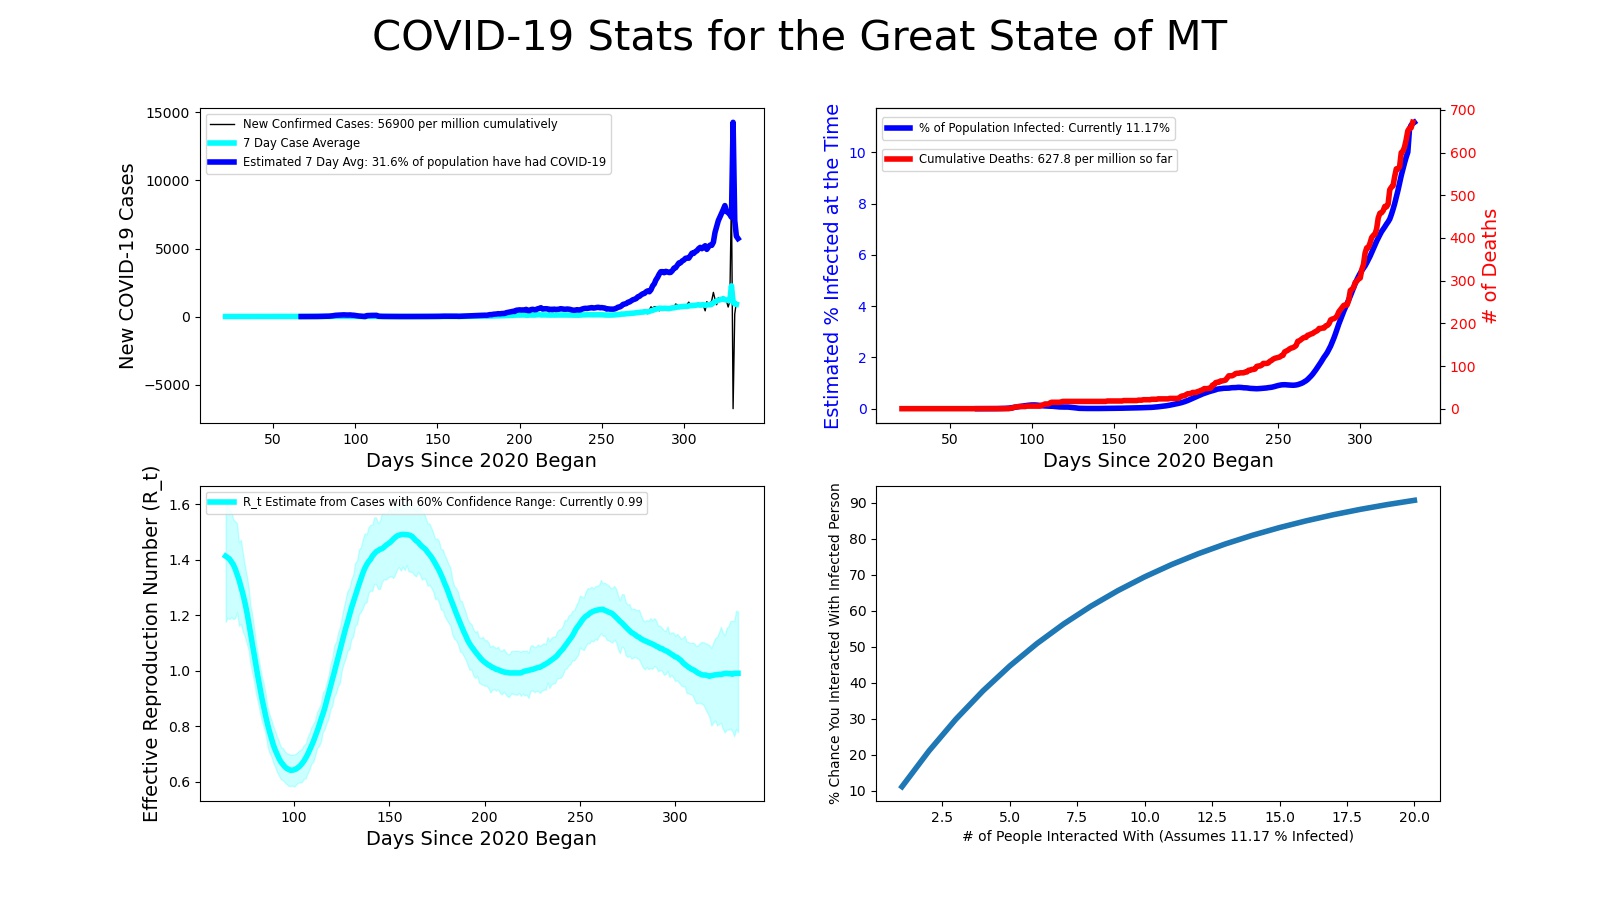 COVID-19 Stats for the Great State of MT
New COVID-19 Cases
15000
10000
5000
0
−5000
New Confirmed Cases: 56900 per million cumulatively
7 Day Case Average
Estimated 7 Day Avg: 31.6% of population have had COVID-19
50 100 150 200 250 300
Days Since 2020 Began
Estimated % Infected at the Time
10
8
6
4
2
0
% of Population Infected: Currently 11.17%
Cumulative Deaths: 627.8 per million so far
700
600
500
400
300
200
100
0
# of Deaths
50 100 150 200 250 300
Days Since 2020 Began
Effective Reproduction Number (R_t)
1.6
1.4
1.2
1.0
0.8
0.6
R_t Estimate from Cases with 60% Confidence Range: Currently 0.99
100 150 200 250 300
Days Since 2020 Began
% Chance You Interacted With Infected Person
90
80
70
60
50
40
30
20
10
2.5 5.0 7.5 10.0 12.5 15.0 17.5 20.0
# of People Interacted With (Assumes 11.17 % Infected)